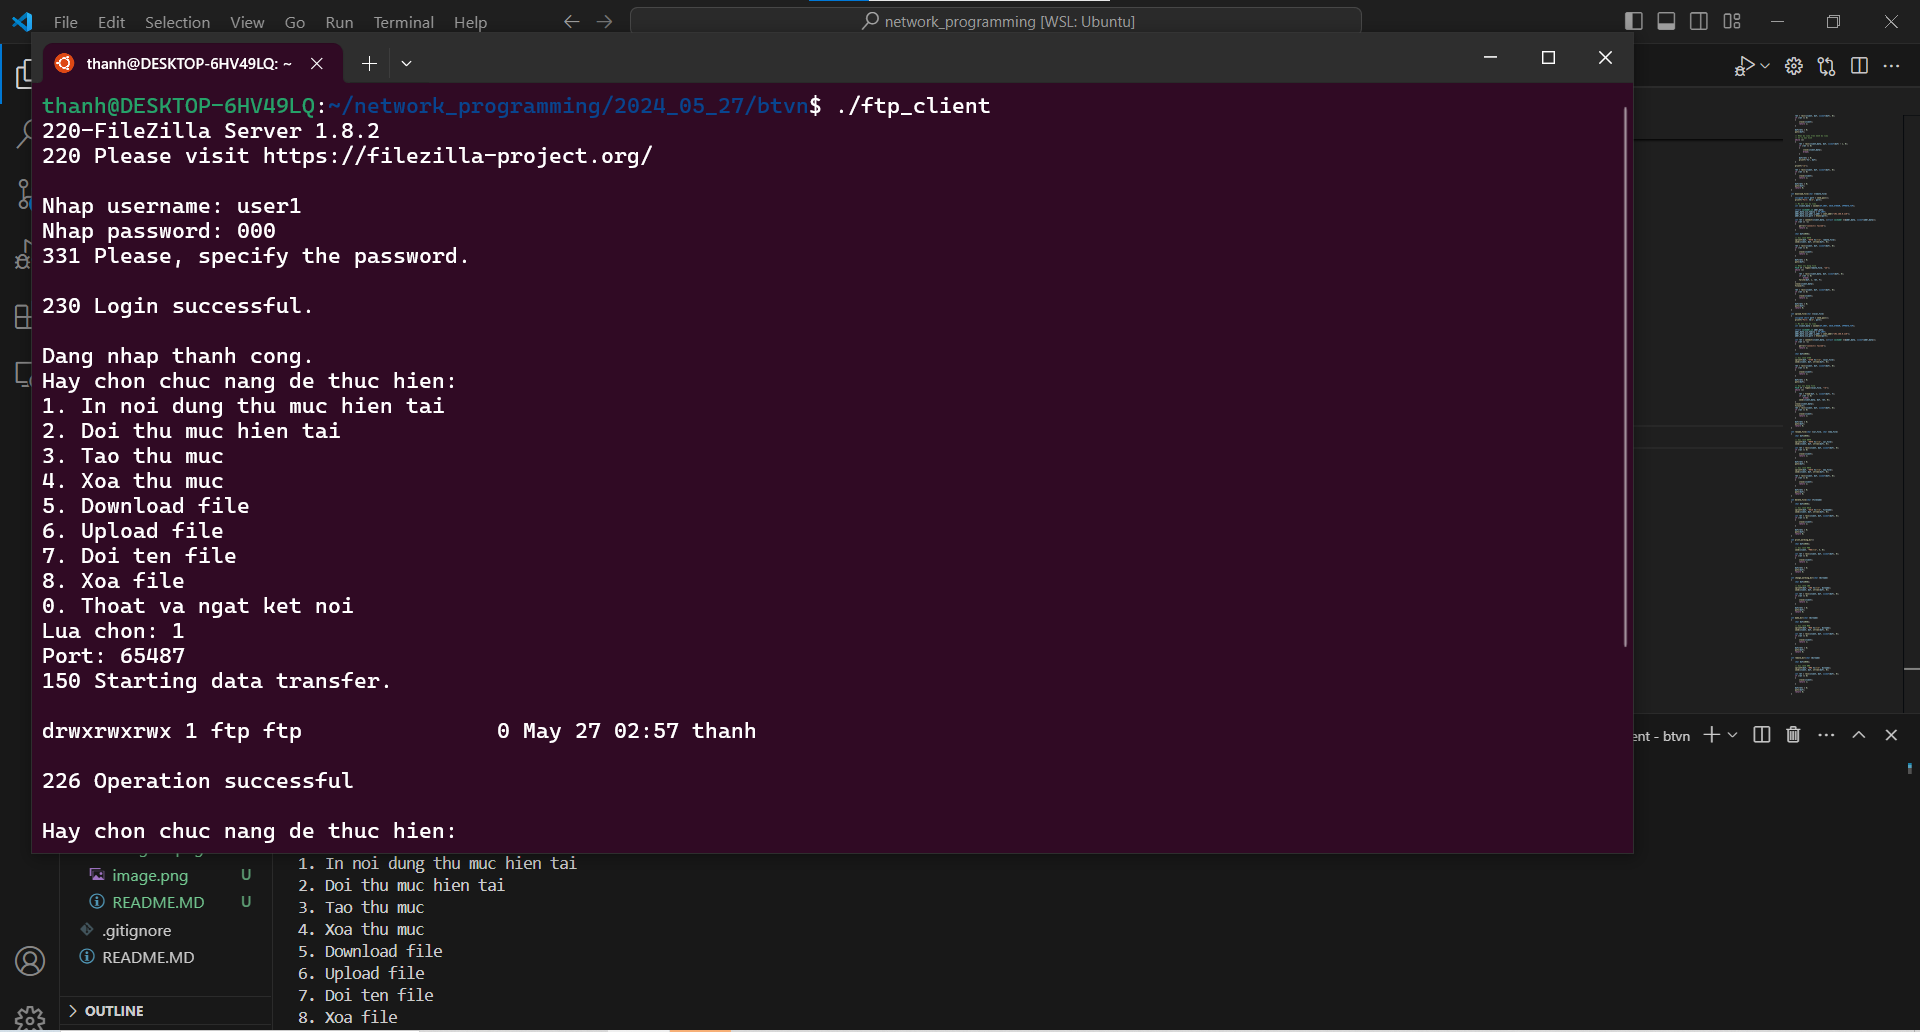 File Edit Selection View Go Run Terminal Help
network_programming [WSL: Ubuntu]
thanh@DESKTOP-6HV49LQ: ~
thanh@DESKTOP-6HV49LQ:~/network_programming/2024_05_27/btvn$ ./ftp_client
220-FileZilla Server 1.8.2
220 Please visit https://filezilla-project.org/
Nhap username: user1
Nhap password: 000
331 Please, specify the password.
230 Login successful.
Dang nhap thanh cong.
Hay chon chuc nang de thuc hien:
1. In noi dung thu muc hien tai
2. Doi thu muc hien tai
3. Tao thu muc
4. Xoa thu muc
5. Download file
6. Upload file
7. Doi ten file
8. Xoa file
0. Thoat va ngat ket noi
Lua chon: 1
Port: 65487
150 Starting data transfer.
drwxrwxrwx 1 ftp ftp               0 May 27 02:57 thanh
226 Operation successful
Hay chon chuc nang de thuc hien:
ent - btvn
image.png U
README.MD U
.gitignore
README.MD
OUTLINE
1. In noi dung thu muc hien tai
2. Doi thu muc hien tai
3. Tao thu muc
4. Xoa thu muc
5. Download file
6. Upload file
7. Doi ten file
8. Xoa file